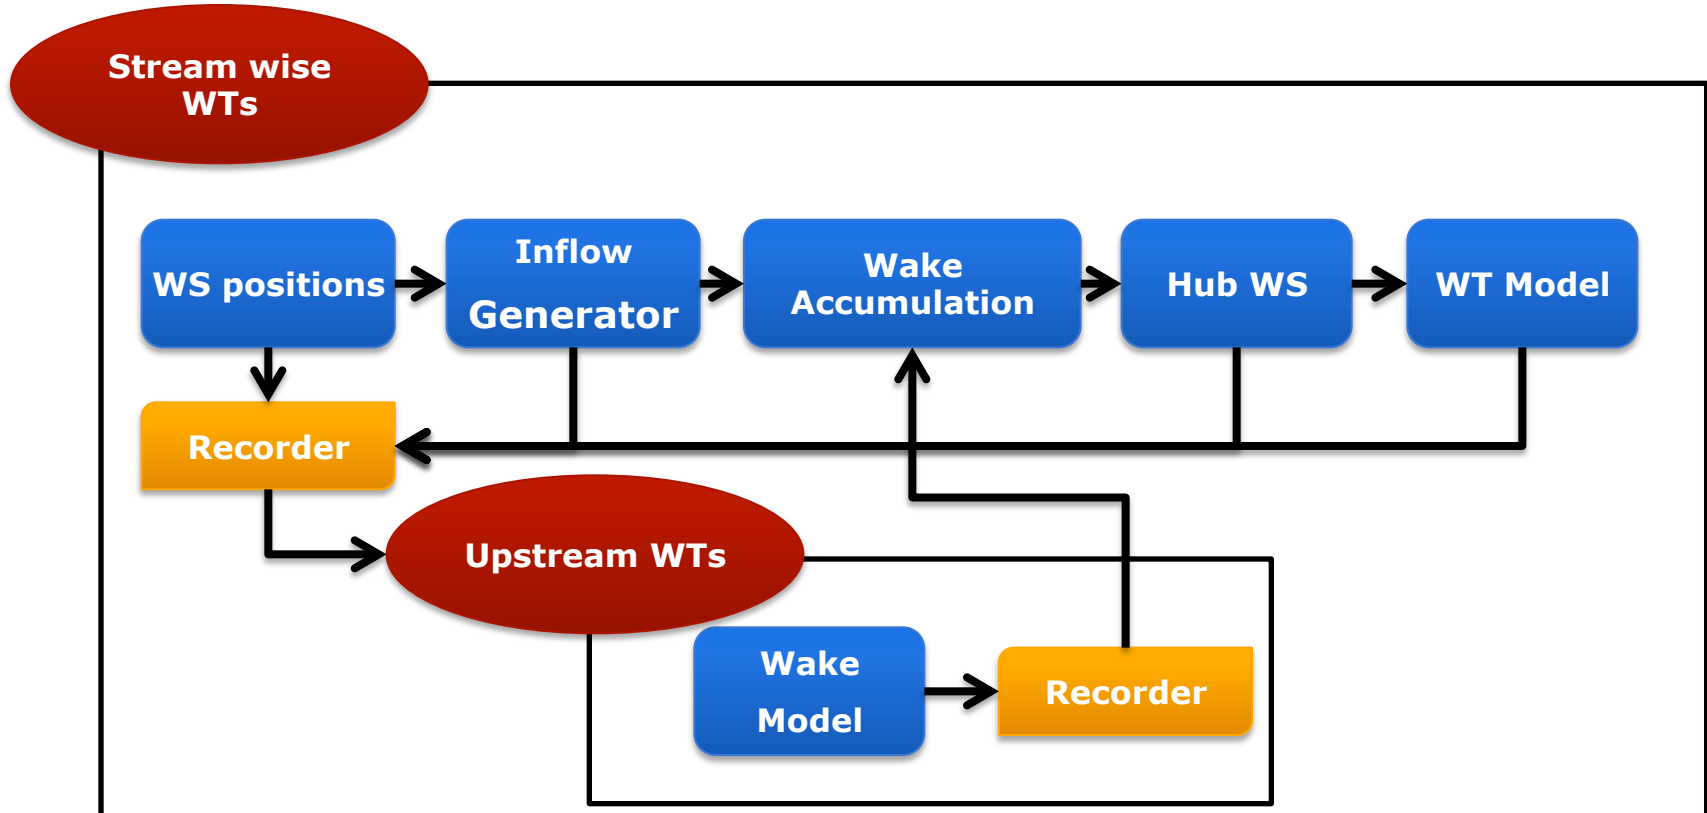 Stream wise
WTs
WS positions
Inflow
Generator
Wake
Accumulation
Hub WS
WT Model
Recorder
Upstream WTs
Wake
Model
Recorder